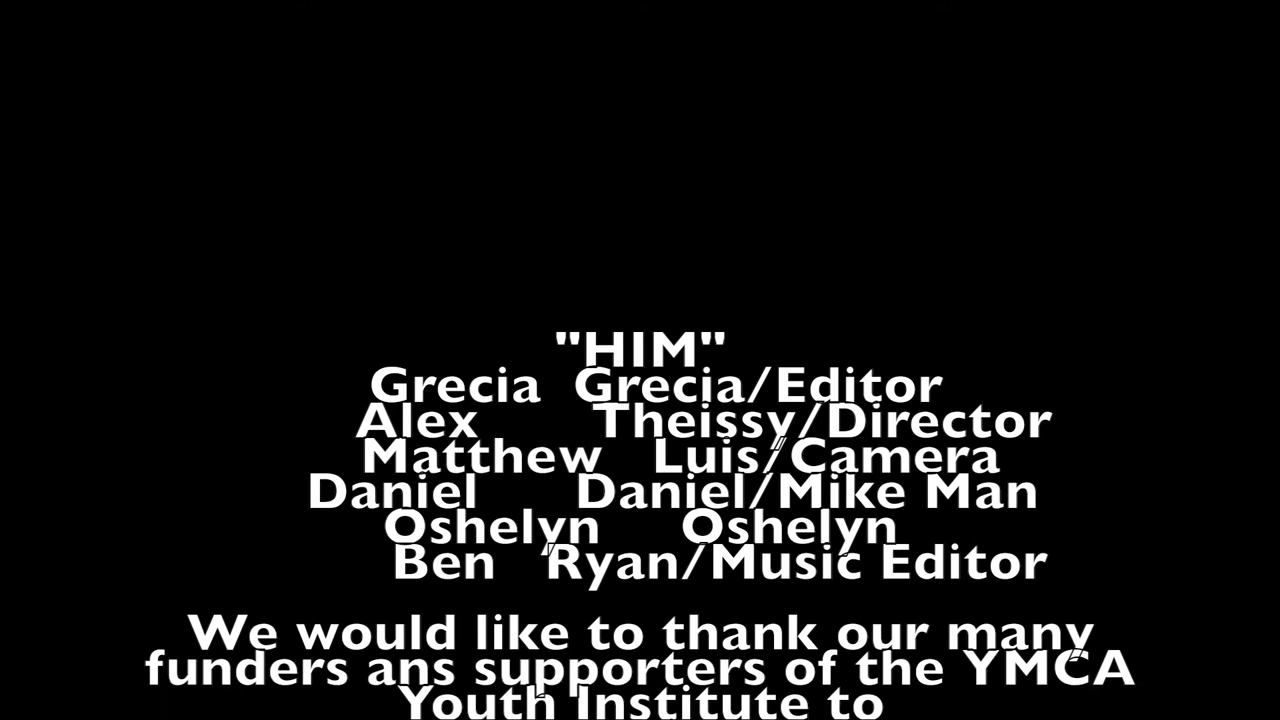 "HIM"
Grecia Grecia/Editor
Alex Theissy/Director
Matthew Luis/Camera
Daniel Daniel/Mike Man
Oshelyn Oshelyn
Ben Ryan/Music Editor
We would like to thank our many
funders ans supporters of the YMCA
Youth Institute to